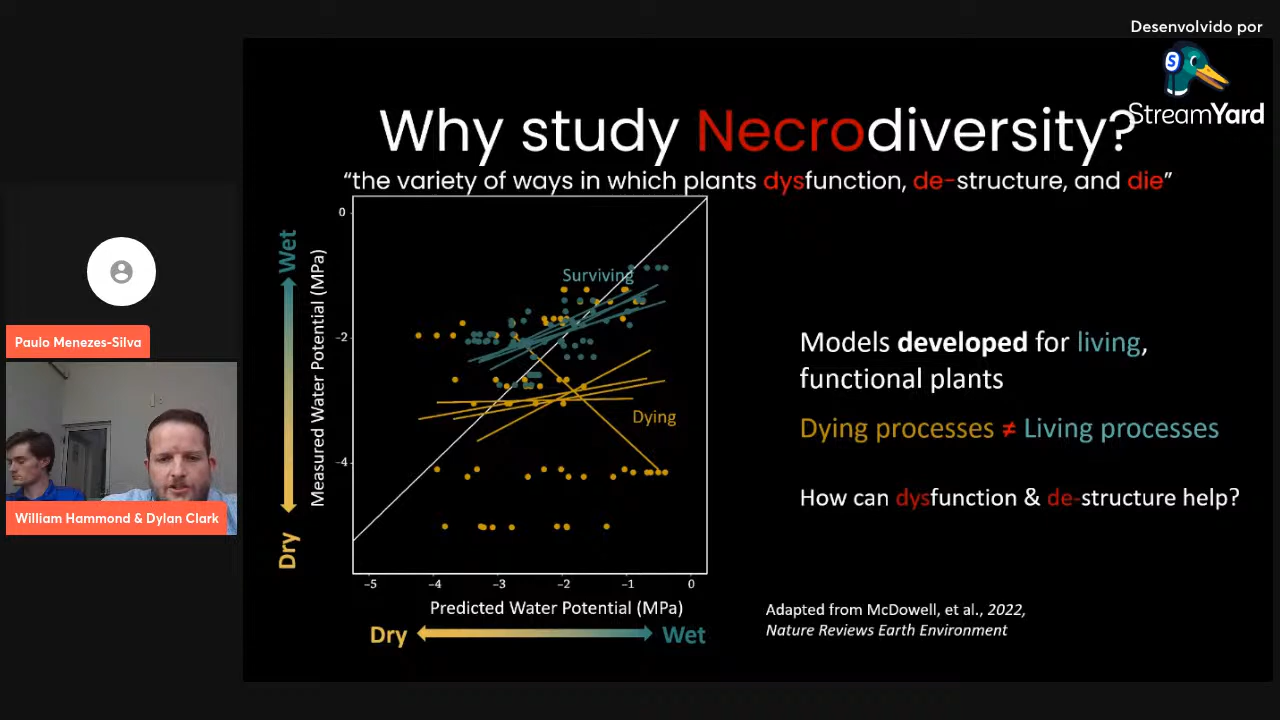 Desenvolvido por
StreamYard
Why study Necrodiversity?
“the variety of ways in which plants dysfunction, de-structure, and die”
Wet
Dry
Measured Water Potential (MPa)
0
-2
-4
Surviving
Dying
-5
-4
-3
-2
-1
0
Predicted Water Potential (MPa)
Dry
Wet
Models developed for living,
functional plants
Dying processes ≠ Living processes
How can dysfunction & de-structure help?
Adapted from McDowell, et al., 2022,
Nature Reviews Earth Environment
Paulo Menezes-Silva
William Hammond & Dylan Clark
S